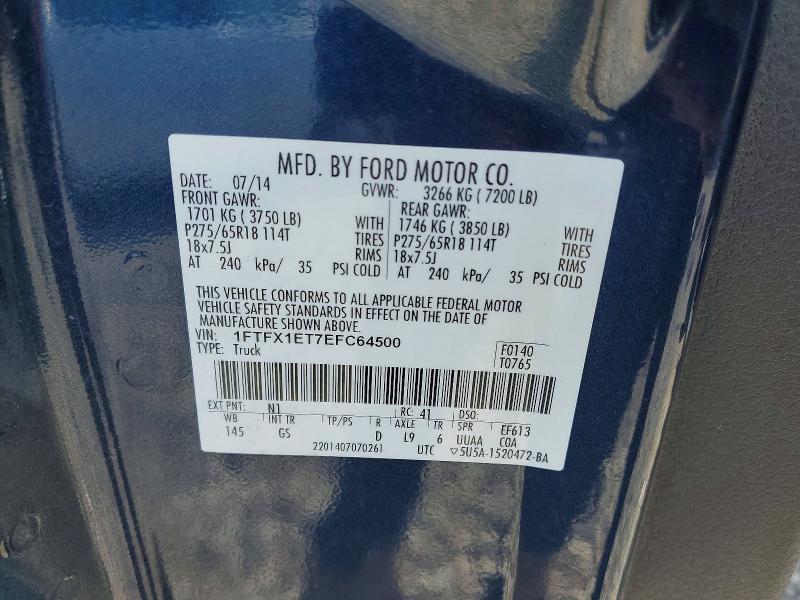 MFD. BY FORD MOTOR CO.
DATE: 07/14 GVWR: 3266 KG ( 7200 LB)
FRONT GAWR: REAR GAWR:
1701 KG ( 3750 LB) WITH 1746 KG ( 3850 LB) WITH
P275/65R18 114T TIRES P275/65R18 114T TIRES
18x7.5J RIMS 18x7.5J RIMS
AT 240 kPa/ 35 PSI COLD AT 240 kPa/ 35 PSI COLD
THIS VEHICLE CONFORMS TO ALL APPLICABLE FEDERAL MOTOR
VEHICLE SAFETY STANDARDS IN EFFECT ON THE DATE OF
MANUFACTURE SHOWN ABOVE.
VIN: 1FTFX1ET7EFC64500 F0140
TYPE: Truck T0765
EXT PNT: N1 RC: 41 DSO:
WB INT TR TP/PS R AXLE TR SPR EF613
145 GS D L9 6 UUAA COA
2201407070261 UTC ▽5U5A-1520472-BA